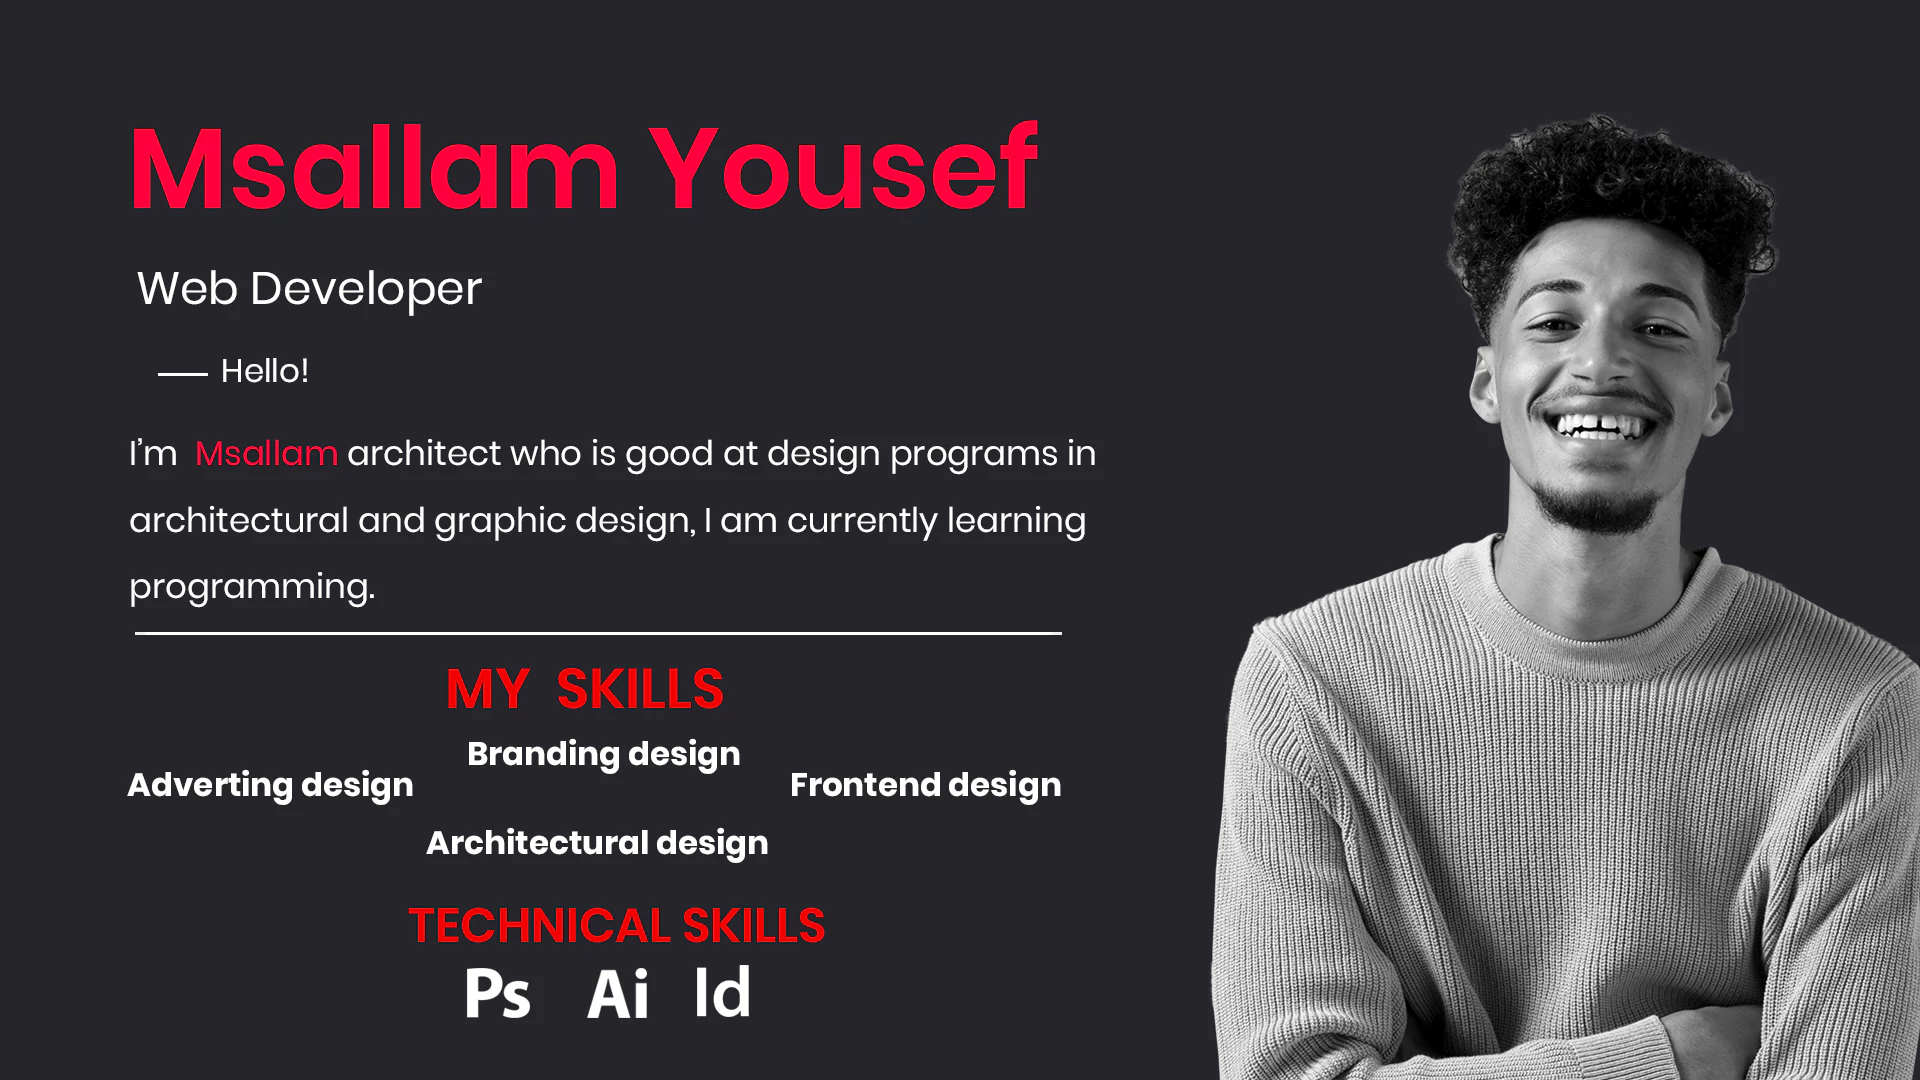 Msallam Yousef
Web Developer
Hello!
I'm Msallam architect who is good at design programs in
architectural and graphic design, I am currently learning
programming.
MY SKILLS
Branding design
Adverting design
Frontend design
Architectural design
TECHNICAL SKILLS
Ps Ai Id